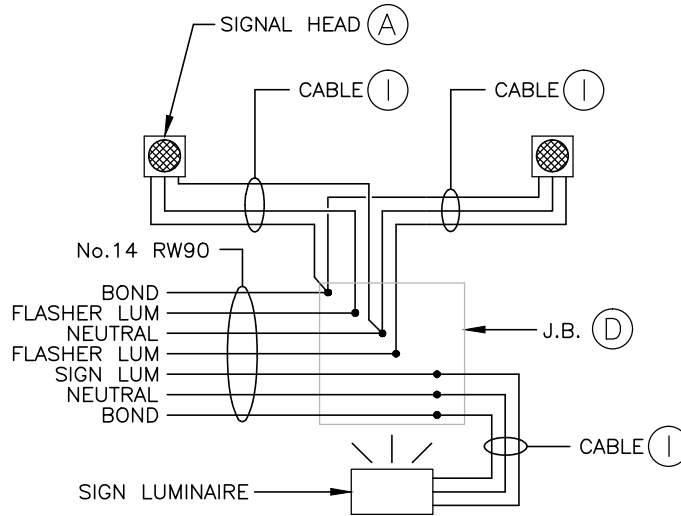 SIGNAL HEAD A
CABLE 1
CABLE 1
No.14 RW90
BOND
FLASHER LUM
NEUTRAL
FLASHER LUM
SIGN LUM
NEUTRAL
BOND
J.B. D
CABLE 1
SIGN LUMINAIRE